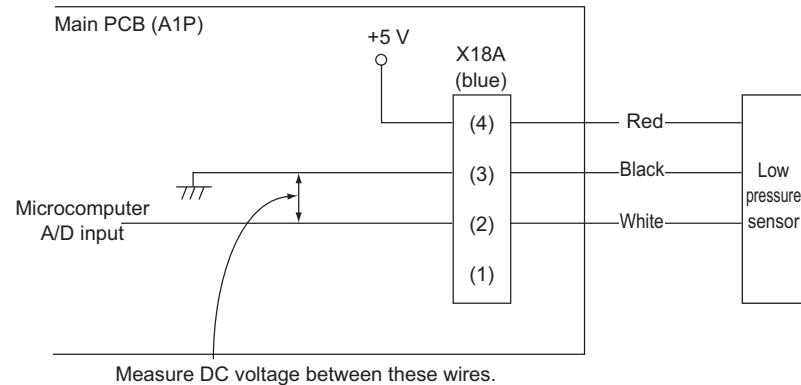 Main PCB (A1P)
+5 V
X18A
(blue)
(4)
Red
(3)
Black
Low
pressure
sensor
Microcomputer
A/D input
(2)
White
(1)
Measure DC voltage between these wires.